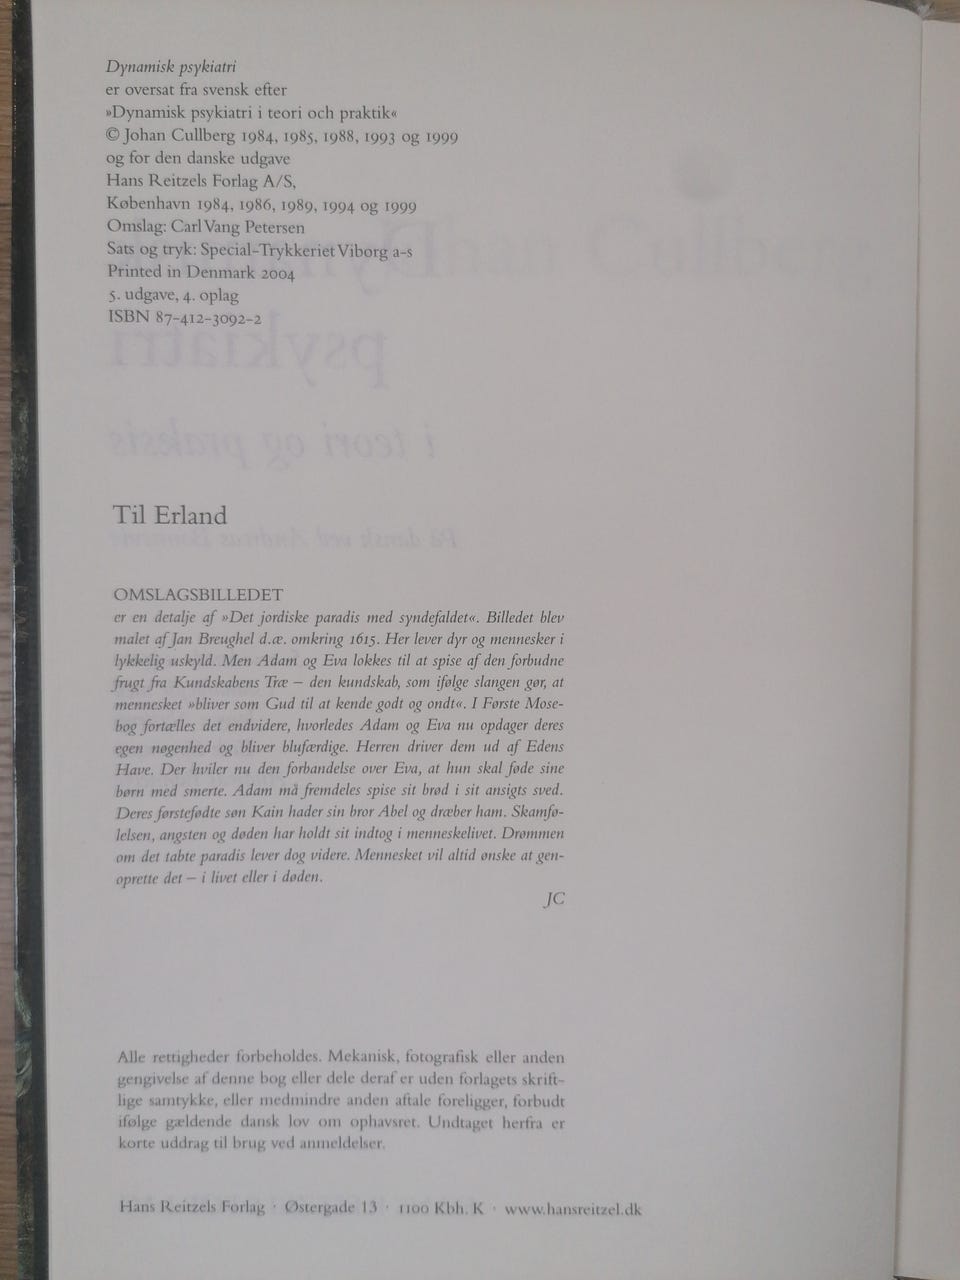 Dynamisk psykiatri
er oversat fra svensk efter
»Dynamisk psykiatri i teori och praktik«
© Johan Cullberg 1984, 1985, 1988, 1993 og 1999
og for den danske udgave
Hans Reitzels Forlag A/S,
København 1984, 1986, 1989, 1994 og 1999
Omslag: Carl Vang Petersen
Sats og tryk: Special-Trykkeriet Viborg a-s
Printed in Denmark 2004
5. udgave, 4. oplag
ISBN 87-412-3092-2
Til Erland
OMSLAGSBILLEDET
er en detalje af »Det jordiske paradis med syndefaldet«. Billedet blev
malet af Jan Breughel d.æ. omkring 1615. Her lever dyr og mennesker i
lykkelig uskyld. Men Adam og Eva lokkes til at spise af den forbudne
frugt fra Kundskabens Træ – den kundskab, som ifølge slangen gør, at
mennesket »bliver som Gud til at kende godt og ondt«. I Første Mose-
bog fortælles det endvidere, hvorledes Adam og Eva nu opdager deres
egen nøgenhed og bliver blufærdige. Herren driver dem ud af Edens
Have. Der hviler nu den forbandelse over Eva, at hun skal føde sine
børn med smerte. Adam må fremdeles spise sit brød i sit ansigts sved.
Deres førstefødte søn Kain hader sin bror Abel og dræber ham. Skamfø-
lelsen, angsten og døden har holdt sit indtog i menneskelivet. Drømmen
om det tabte paradis lever dog videre. Mennesket vil altid ønske at gen-
oprette det – i livet eller i døden.
JC
Alle rettigheder forbeholdes. Mekanisk, fotografisk eller anden
gengivelse af denne bog eller dele deraf er uden forlagets skrift-
lige samtykke, eller medmindre anden aftale foreligger, forbudt
ifølge gældende dansk lov om ophavsret. Undtaget herfra er
korte uddrag til brug ved anmeldelser.
Hans Reitzels Forlag · Østergade 13 · 1100 Kbh. K · www.hansreitzel.dk